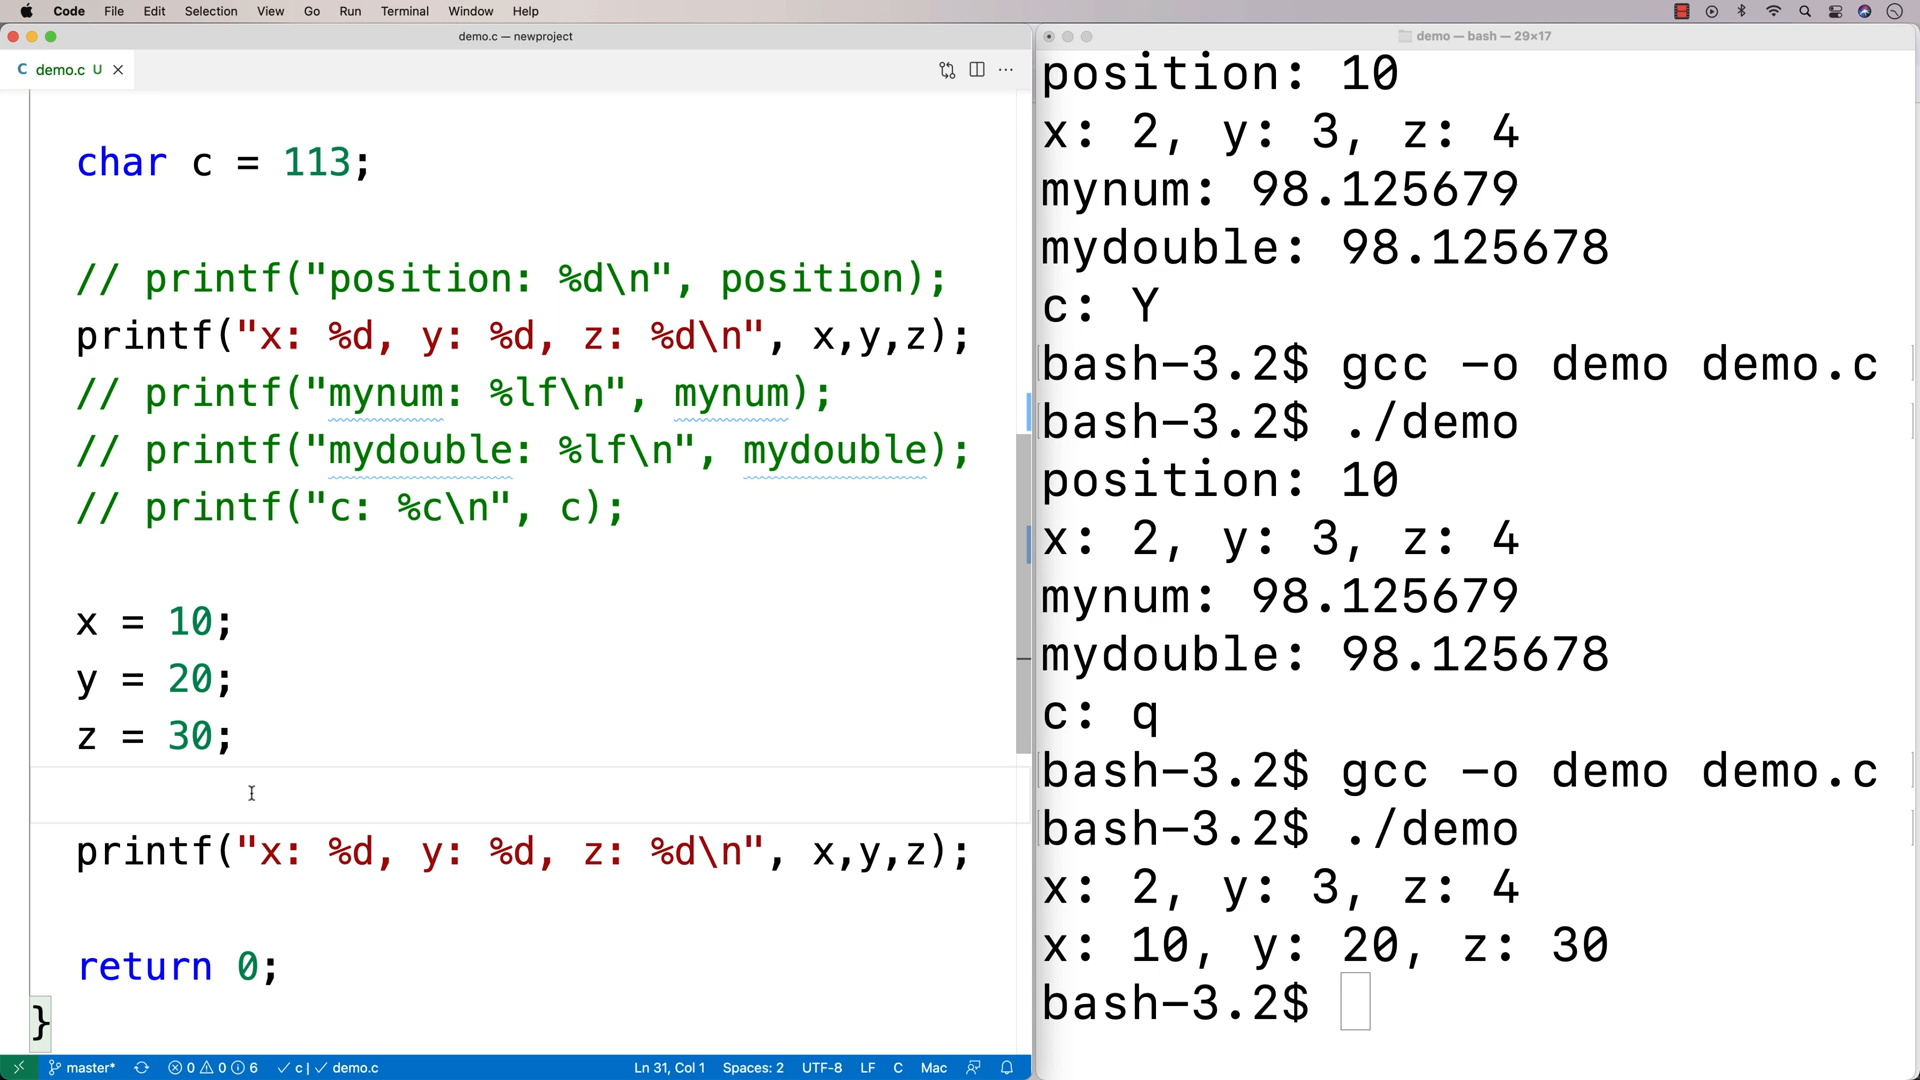 Code File Edit Selection View Go Run Terminal Window Help
demo.c — newproject
C demo.c U
char c = 113;
// printf("position: %d\n", position);
printf("x: %d, y: %d, z: %d\n", x,y,z);
// printf("mynum: %lf\n", mynum);
// printf("mydouble: %lf\n", mydouble);
// printf("c: %c\n", c);
x = 10;
y = 20;
z = 30;
printf("x: %d, y: %d, z: %d\n", x,y,z);
return 0;
}
master* 0 0 6 c | demo.c Ln 31, Col 1 Spaces: 2 UTF-8 LF C Mac
demo — bash — 29×17
position: 10
x: 2, y: 3, z: 4
mynum: 98.125679
mydouble: 98.125678
c: Y
bash-3.2$ gcc -o demo demo.c
bash-3.2$ ./demo
position: 10
x: 2, y: 3, z: 4
mynum: 98.125679
mydouble: 98.125678
c: q
bash-3.2$ gcc -o demo demo.c
bash-3.2$ ./demo
x: 2, y: 3, z: 4
x: 10, y: 20, z: 30
bash-3.2$